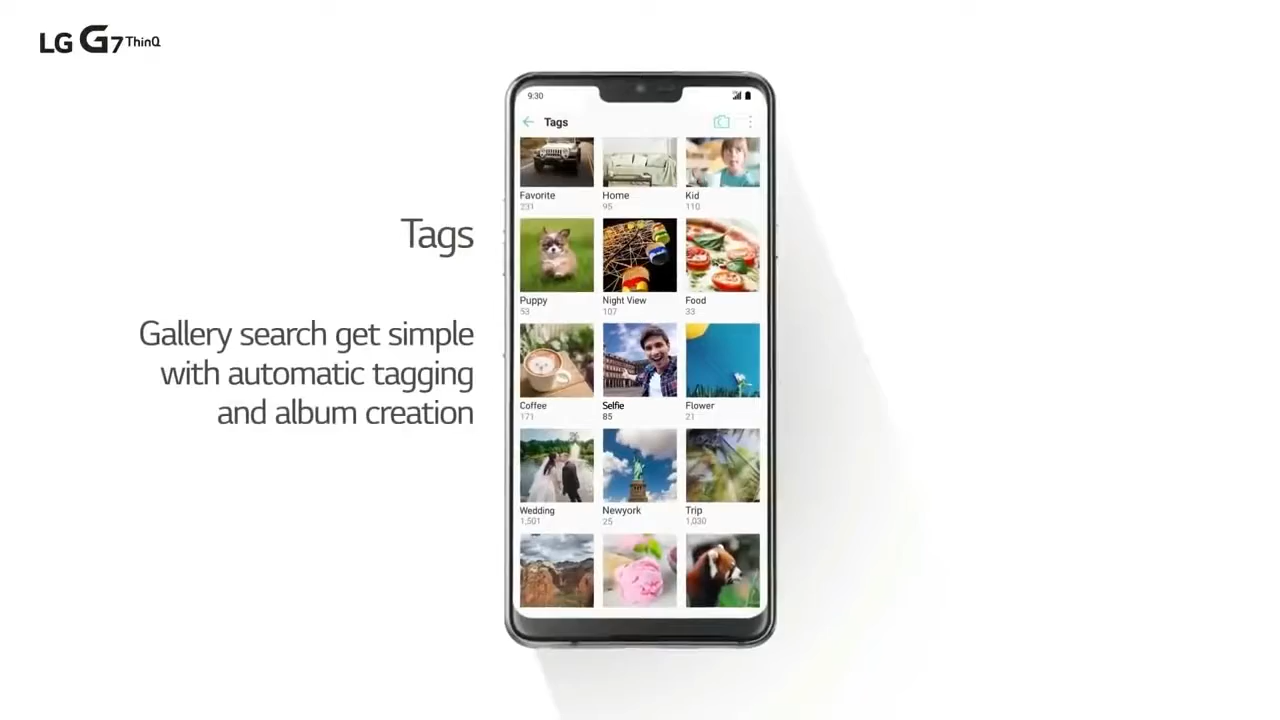 LG G7 ThinQ
9:30
Tags
Favorite
231
Home
95
Kid
110
Puppy
53
Night View
107
Food
33
Coffee
171
Selfie
85
Flower
21
Wedding
1,501
Newyork
25
Trip
1,030
Tags
Gallery search get simple
with automatic tagging
and album creation